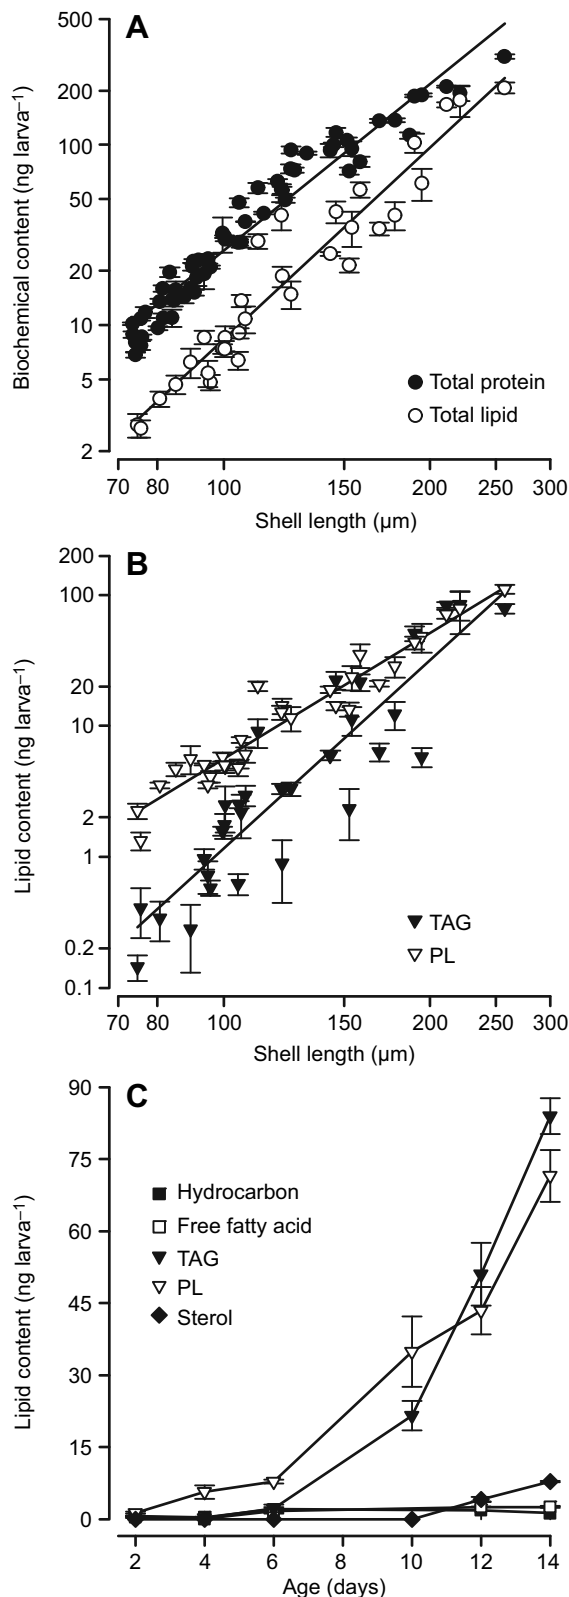 A
500
200
100
50
20
10
5
2
Biochemical content (ng larva–1)
Total protein
Total lipid
70 80 100 150 200 250 300
Shell length (µm)
B
200
100
20
10
2
1
0.2
0.1
Lipid content (ng larva–1)
TAG
PL
70 80 100 150 200 250 300
Shell length (µm)
C
90
75
60
45
30
15
0
Lipid content (ng larva–1)
Hydrocarbon
Free fatty acid
TAG
PL
Sterol
2 4 6 8 10 12 14
Age (days)